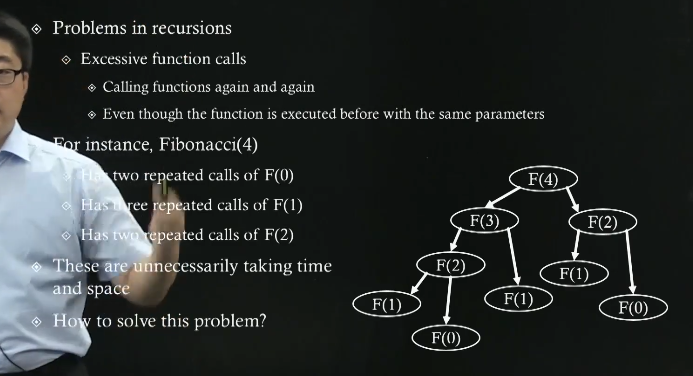 Problems in recursions
Excessive function calls
Calling functions again and again
Even though the function is executed before with the same parameters
For instance, Fibonacci(4)
Has two repeated calls of F(0)
Has three repeated calls of F(1)
Has two repeated calls of F(2)
These are unnecessarily taking time
and space
How to solve this problem?
F(4)
F(3)
F(2)
F(2)
F(1)
F(1)
F(1)
F(0)
F(0)